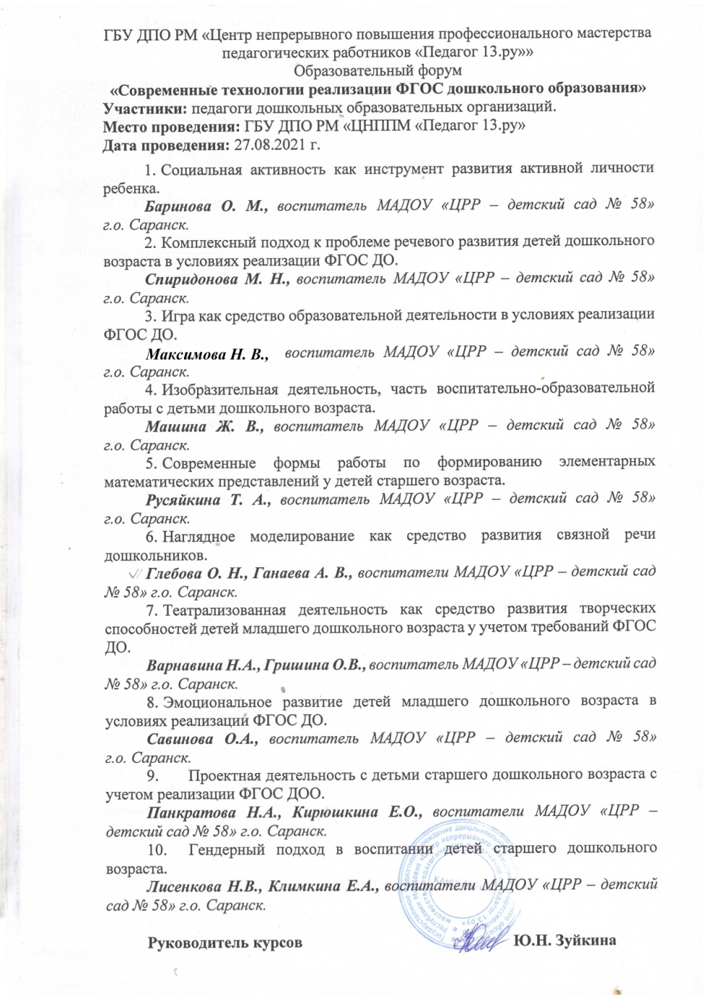 ГБУ ДПО РМ «Центр непрерывного повышения профессионального мастерства
педагогических работников «Педагог 13.ру»»
Образовательный форум
«Современные технологии реализации ФГОС дошкольного образования»
Участники: педагоги дошкольных образовательных организаций.
Место проведения: ГБУ ДПО РМ «ЦНППМ «Педагог 13.ру»
Дата проведения: 27.08.2021 г.
1. Социальная активность как инструмент развития активной личности
ребенка.
Баринова О. М., воспитатель МАДОУ «ЦРР – детский сад № 58»
г.о. Саранск.
2. Комплексный подход к проблеме речевого развития детей дошкольного
возраста в условиях реализации ФГОС ДО.
Спиридонова М. Н., воспитатель МАДОУ «ЦРР – детский сад № 58»
г.о. Саранск.
3. Игра как средство образовательной деятельности в условиях реализации
ФГОС ДО.
Максимова Н. В., воспитатель МАДОУ «ЦРР – детский сад № 58»
г.о. Саранск.
4. Изобразительная деятельность, часть воспитательно-образовательной
работы с детьми дошкольного возраста.
Машина Ж. В., воспитатель МАДОУ «ЦРР – детский сад № 58»
г.о. Саранск.
5. Современные формы работы по формированию элементарных
математических представлений у детей старшего возраста.
Русяйкина Т. А., воспитатель МАДОУ «ЦРР – детский сад № 58»
г.о. Саранск.
6. Наглядное моделирование как средство развития связной речи
дошкольников.
Глебова О. Н., Ганаева А. В., воспитатели МАДОУ «ЦРР – детский сад
№ 58» г.о. Саранск.
7. Театрализованная деятельность как средство развития творческих
способностей детей младшего дошкольного возраста у учетом требований ФГОС
ДО.
Варнавина Н.А., Гришина О.В., воспитатель МАДОУ «ЦРР – детский сад
№ 58» г.о. Саранск.
8. Эмоциональное развитие детей младшего дошкольного возраста в
условиях реализации ФГОС ДО.
Савинова О.А., воспитатель МАДОУ «ЦРР – детский сад № 58»
г.о. Саранск.
9. Проектная деятельность с детьми старшего дошкольного возраста с
учетом реализации ФГОС ДОО.
Панкратова Н.А., Кирюшкина Е.О., воспитатели МАДОУ «ЦРР –
детский сад № 58» г.о. Саранск.
10. Гендерный подход в воспитании детей старшего дошкольного
возраста.
Лисенкова Н.В., Климкина Е.А., воспитатели МАДОУ «ЦРР – детский
сад № 58» г.о. Саранск.
Руководитель курсов Ю.Н. Зуйкина